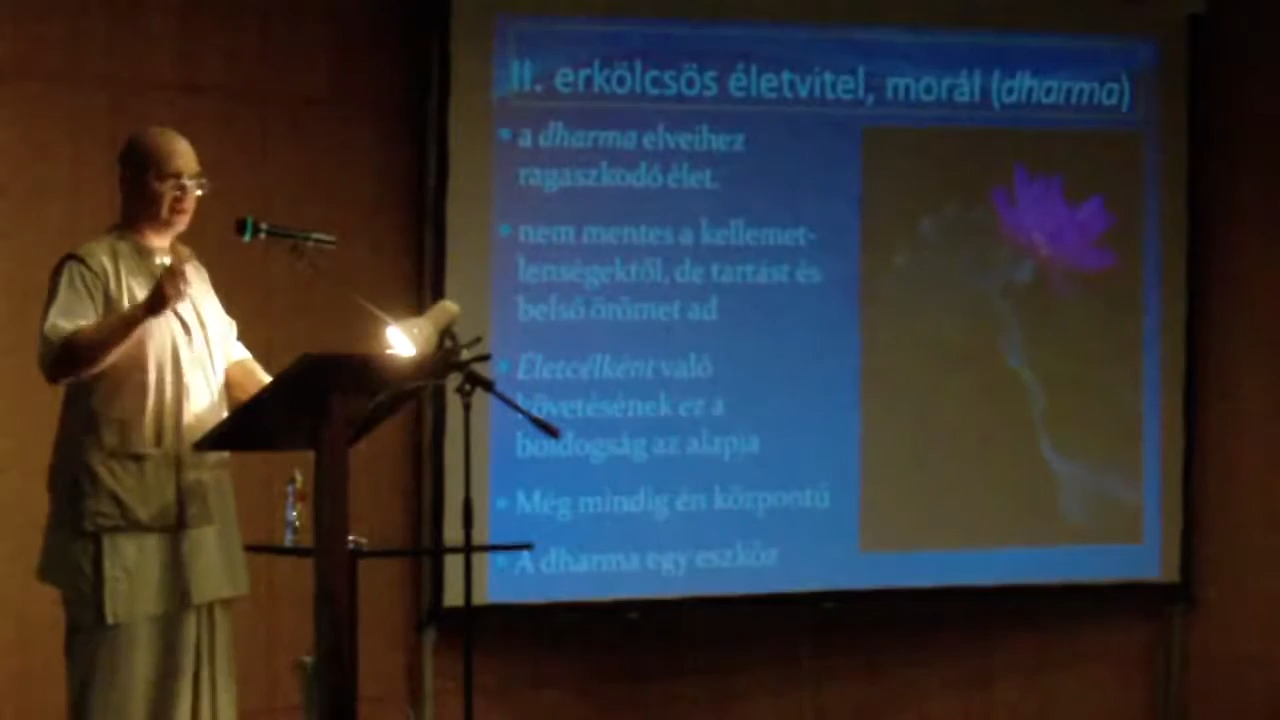 II. erkölcsös életvitel, morál (dharma)
• a dharma elveihez
ragaszkodó élet.
• nem mentes a kellemet-
lenségektől, de tartást és
belső örömet ad
• Életcélként való
követésének ez a
boldogság az alapja
• Még mindig én központú
• A dharma egy eszköz